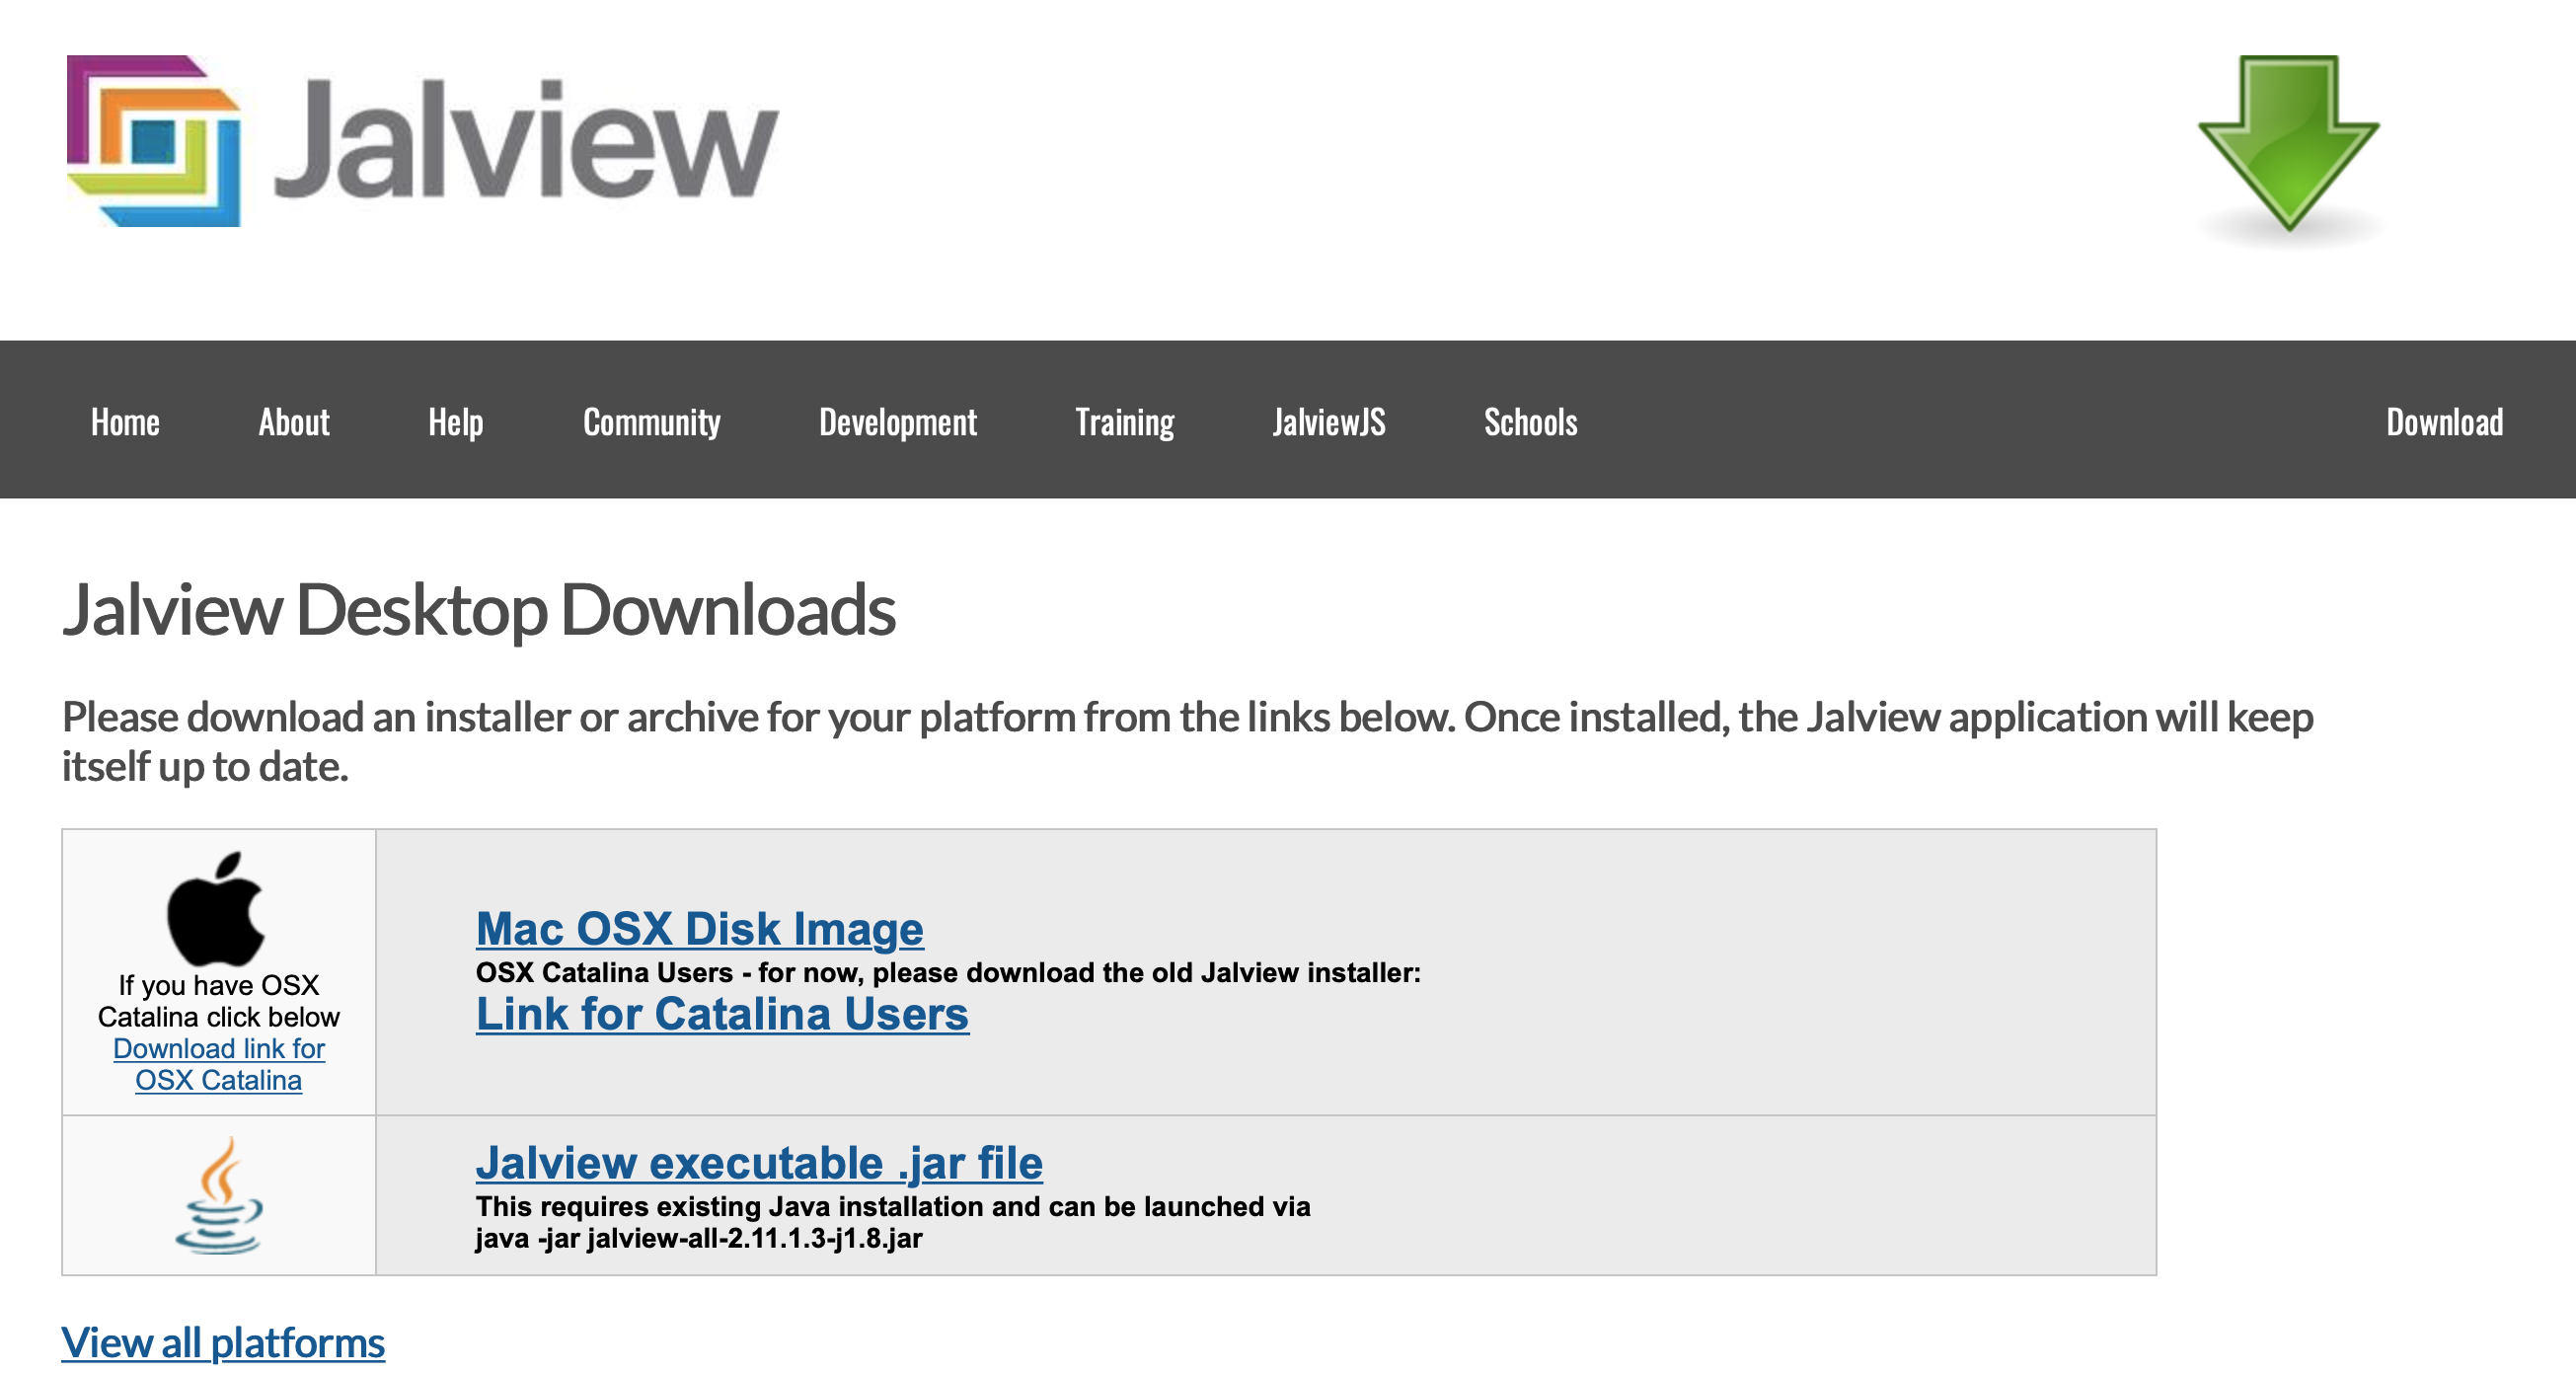 Jalview
Home About Help Community Development Training JalviewJS Schools Download
Jalview Desktop Downloads
Please download an installer or archive for your platform from the links below. Once installed, the Jalview application will keep
itself up to date.
If you have OSX
Catalina click below
Download link for
OSX Catalina
Mac OSX Disk Image
OSX Catalina Users - for now, please download the old Jalview installer:
Link for Catalina Users
Jalview executable .jar file
This requires existing Java installation and can be launched via
java -jar jalview-all-2.11.1.3-j1.8.jar
View all platforms